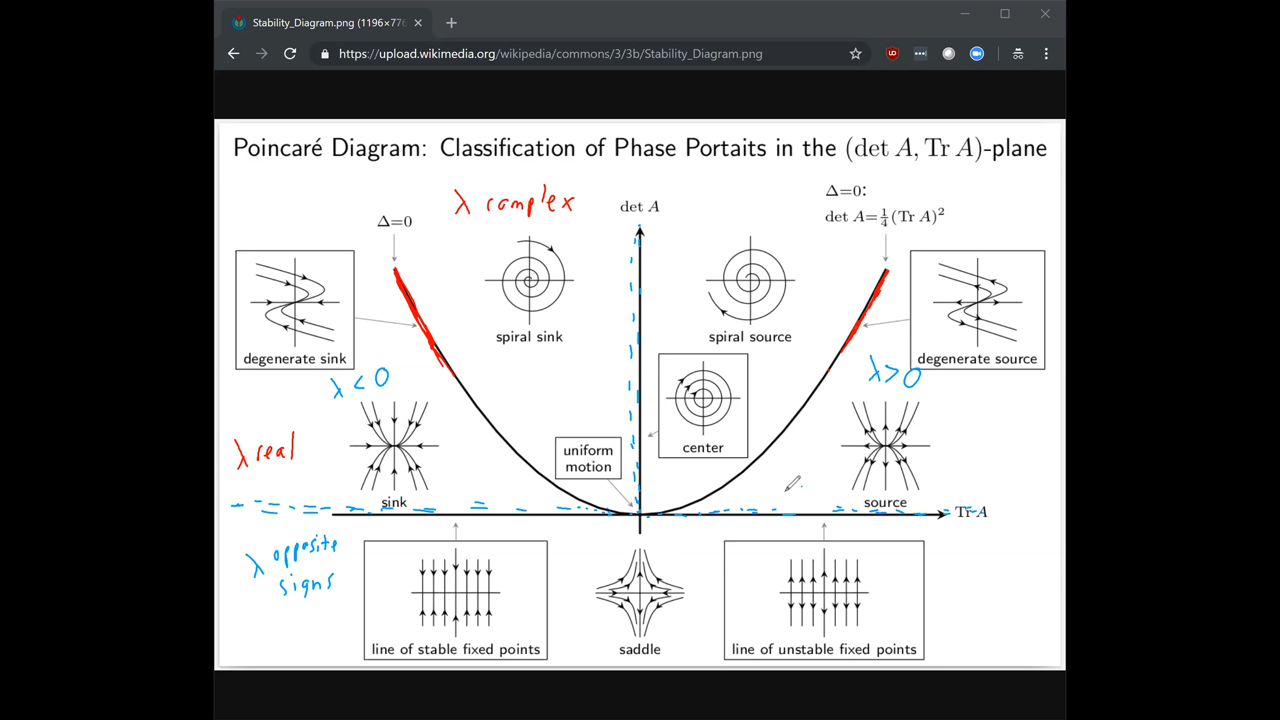 Stability_Diagram.png (1196×776
https://upload.wikimedia.org/wikipedia/commons/3/3b/Stability_Diagram.png
Poincaré Diagram: Classification of Phase Portaits in the (det A, Tr A)-plane
λ complex
Δ=0
det A
Δ=0:
det A=¼(Tr A)²
spiral sink
spiral source
degenerate sink
degenerate source
λ < 0
λ > 0
center
uniform
motion
λ real
sink
source
Tr A
λ opposite
signs
line of stable fixed points
saddle
line of unstable fixed points